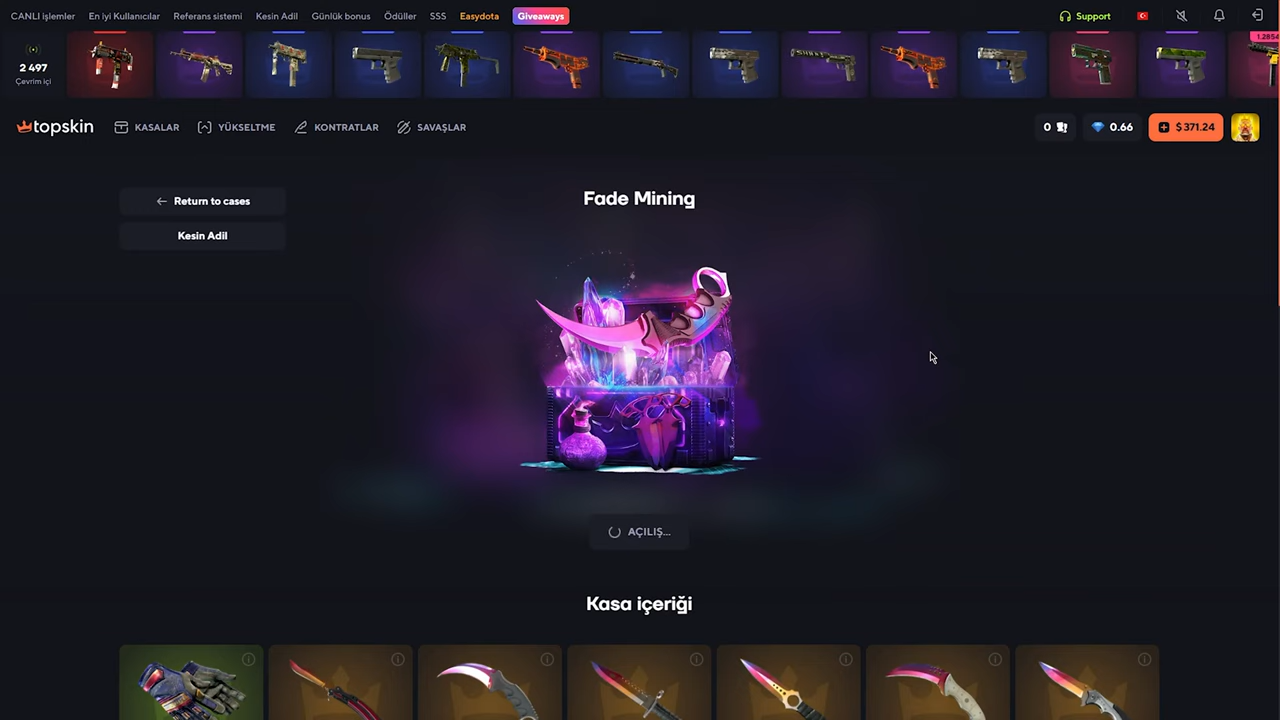 CANLI işlemler En iyi Kullanıcılar Referans sistemi Kesin Adil Günlük bonus Ödüller SSS Easydota Giveaways Support
2 497
Çevrim içi
1.2854
topskin KASALAR YÜKSELTME KONTRATLAR SAVAŞLAR 0 0.66 $ 371.24
Return to cases
Kesin Adil
Fade Mining
AÇILIŞ...
Kasa içeriği